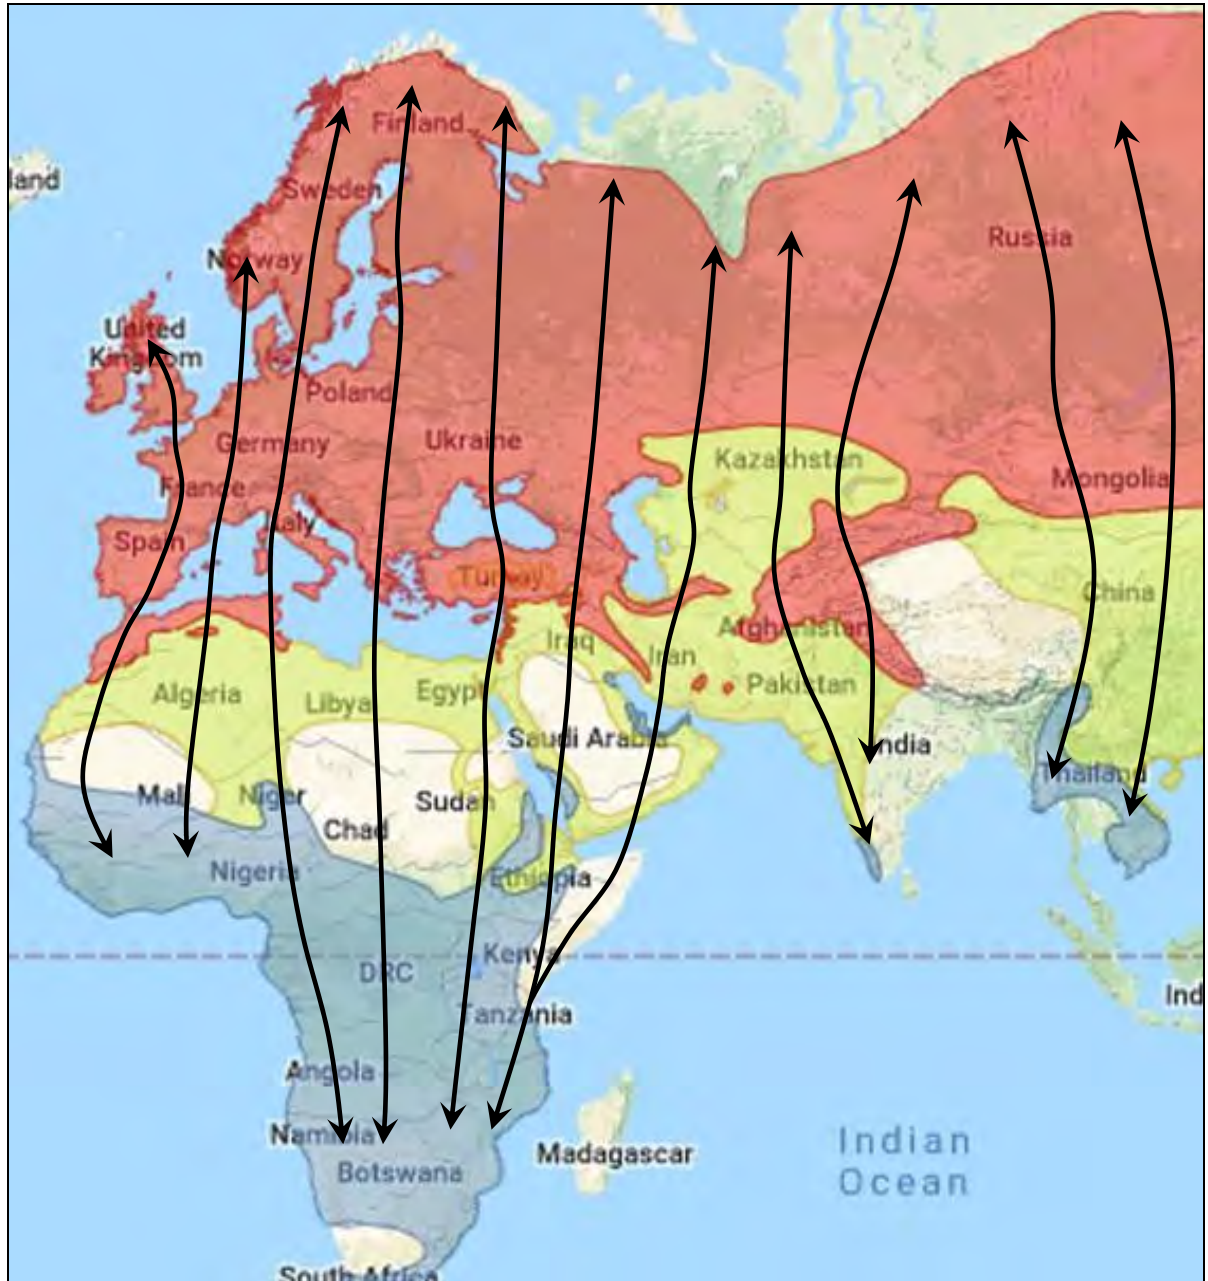 land
Finland
Sweden
Norway
Russia
United
Kingdom
Poland
Germany
Ukraine
Kazakhstan
France
Mongolia
Italy
Spain
Turkey
China
Iraq
Afghanistan
Iran
Algeria
Libya
Egypt
Pakistan
Saudi Arabia
India
Mali
Niger
Sudan
Thailand
Chad
Nigeria
Ethiopia
Kenya
DRC
Ind
Tanzania
Angola
Namibia
Botswana
Madagascar
Indian
Ocean
South Africa